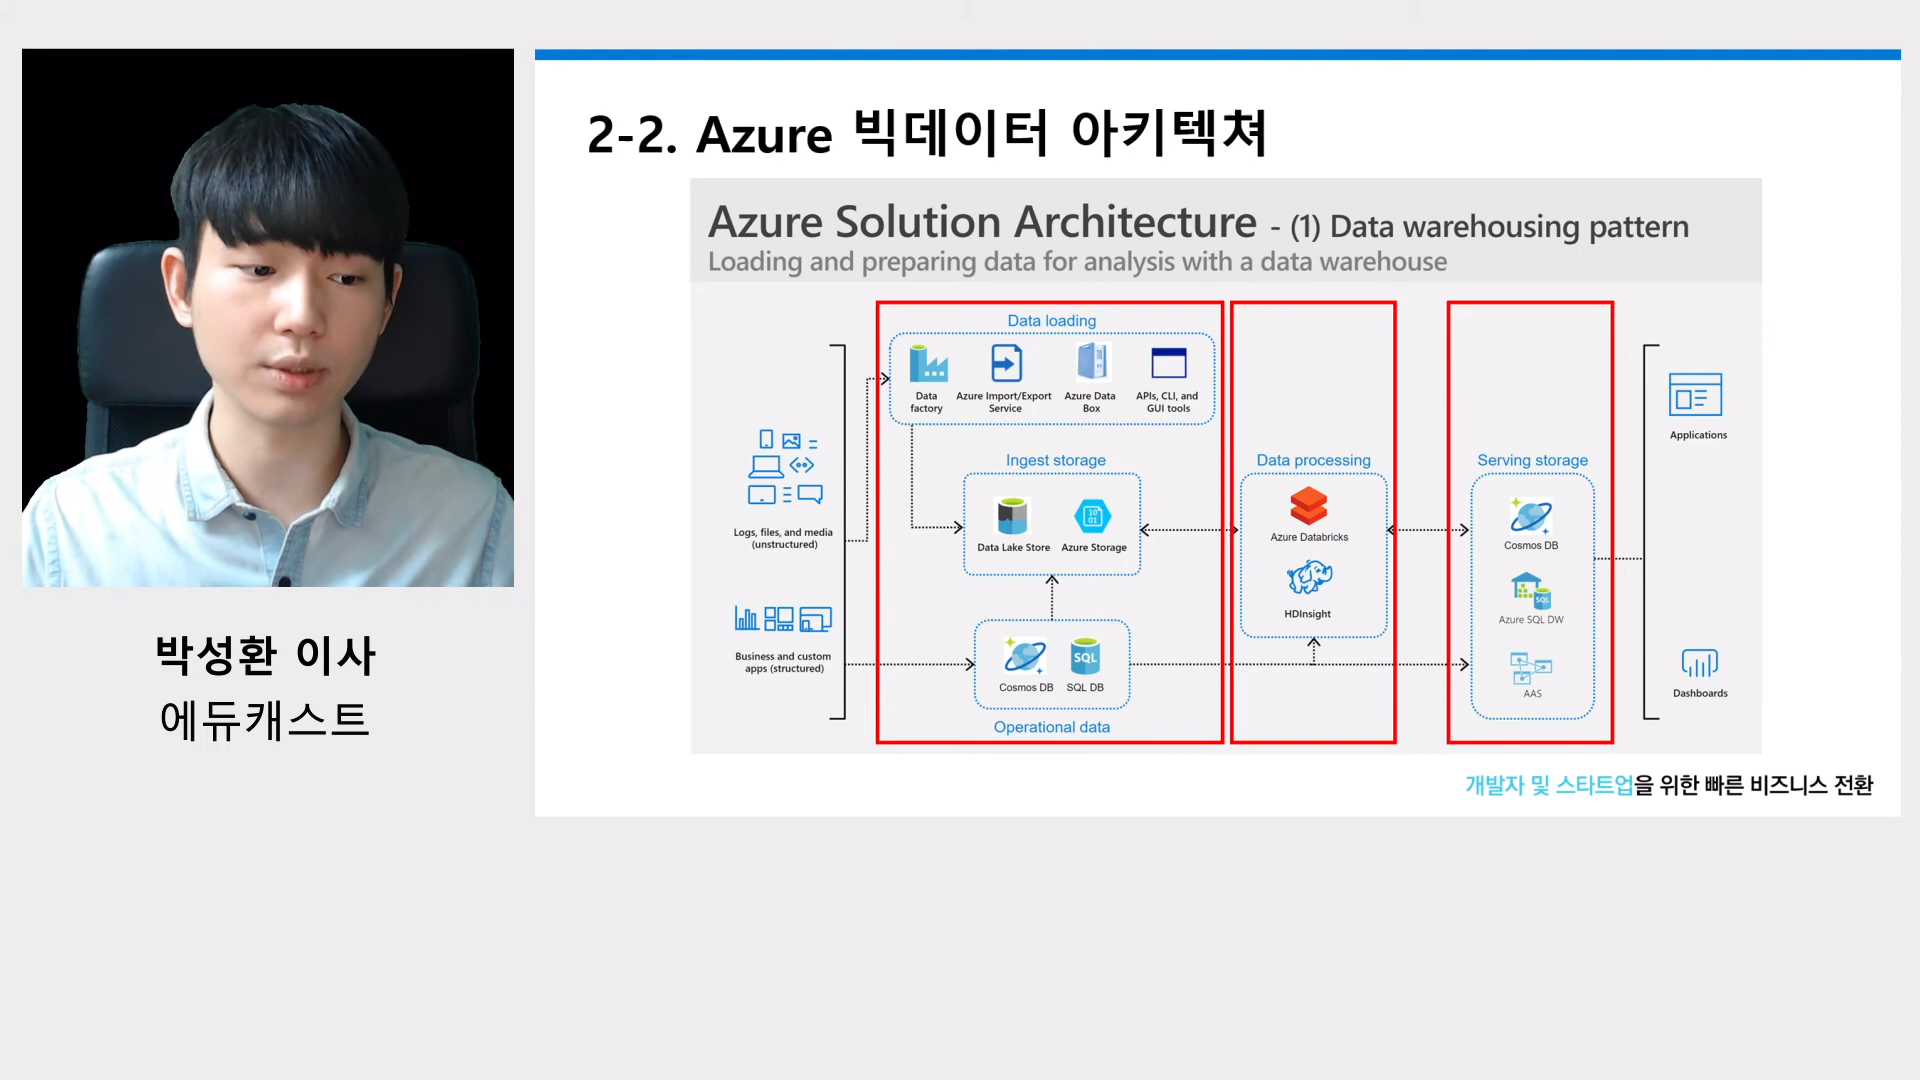 2-2. Azure 빅데이터 아키텍쳐
Azure Solution Architecture - (1) Data warehousing pattern
Loading and preparing data for analysis with a data warehouse
Data loading
Data factory
Azure Import/Export Service
Azure Data Box
APIs, CLI, and GUI tools
Logs, files, and media (unstructured)
Business and custom apps (structured)
Ingest storage
Data Lake Store
Azure Storage
Cosmos DB
SQL DB
SQL
Operational data
Data processing
Azure Databricks
HDInsight
Serving storage
Cosmos DB
SQL
Azure SQL DW
AAS
Applications
Dashboards
개발자 및 스타트업을 위한 빠른 비즈니스 전환
박성환 이사
에듀캐스트